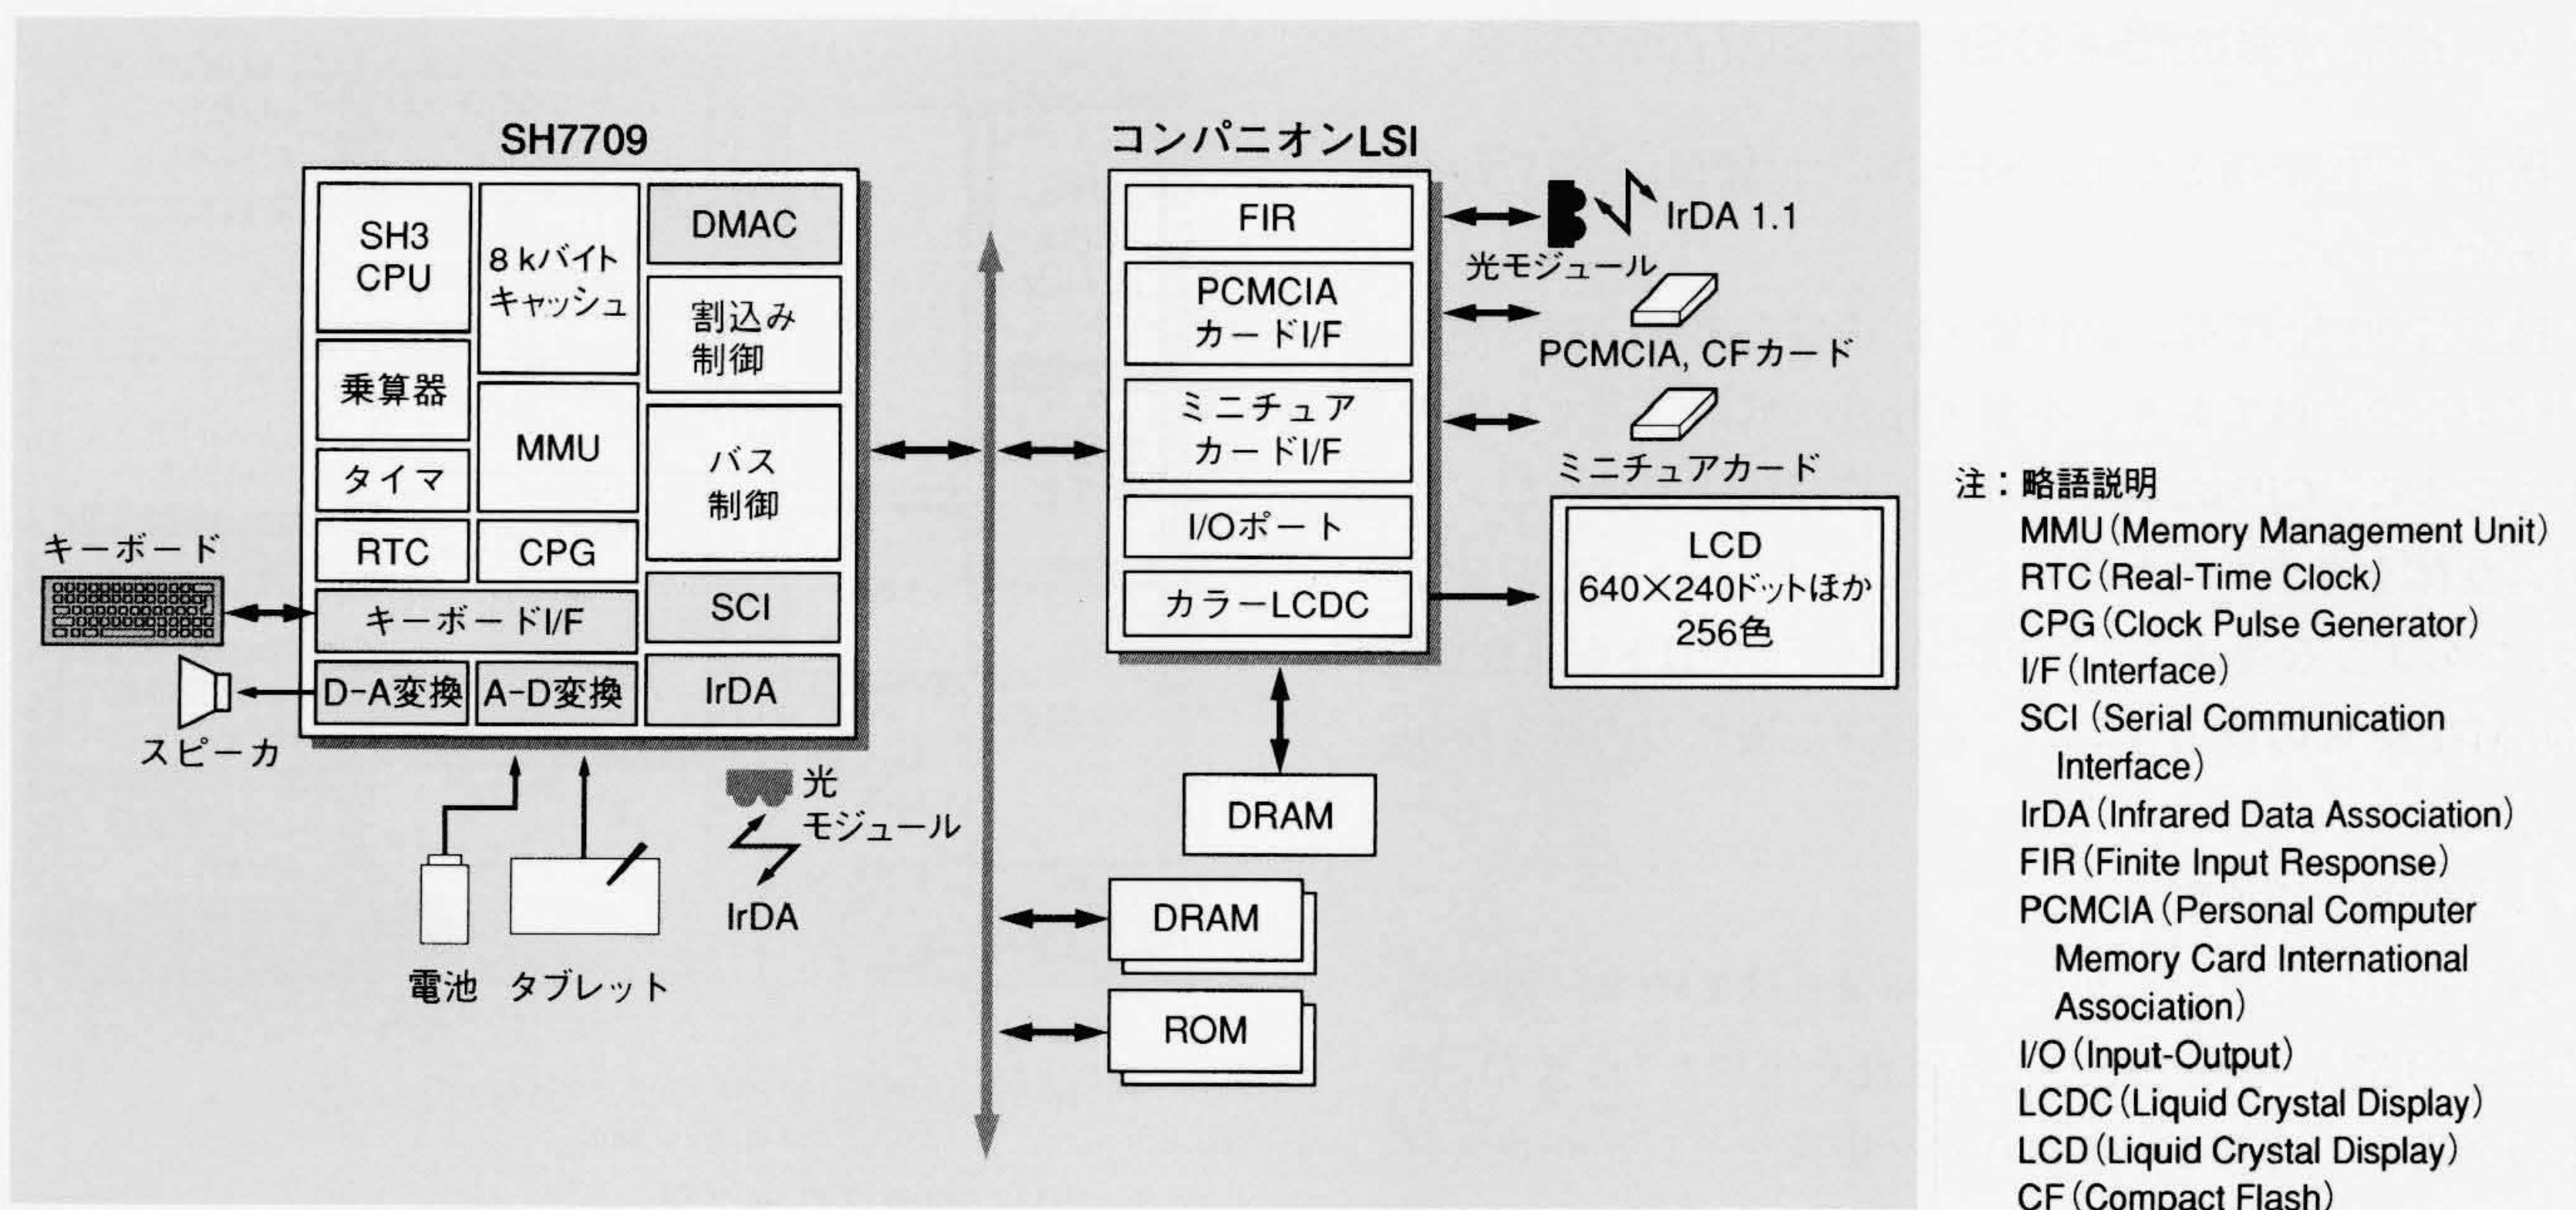 SH7709
SH3
CPU
8 kバイト
キャッシュ
DMAC
割込み
制御
乗算器
MMU
バス
制御
タイマ
RTC
CPG
キーボードI/F
SCI
D-A変換
A-D変換
IrDA
キーボード
スピーカ
電池
タブレット
光
モジュール
IrDA
コンパニオンLSI
FIR
PCMCIA
カードI/F
ミニチュア
カードI/F
I/Oポート
カラーLCDC
IrDA 1.1
光モジュール
PCMCIA, CFカード
ミニチュアカード
LCD
640×240ドットほか
256色
DRAM
DRAM
ROM
注：略語説明
MMU（Memory Management Unit）
RTC（Real-Time Clock）
CPG（Clock Pulse Generator）
I/F（Interface）
SCI（Serial Communication
Interface）
IrDA（Infrared Data Association）
FIR（Finite Input Response）
PCMCIA（Personal Computer
Memory Card International
Association）
I/O（Input-Output）
LCDC（Liquid Crystal Display）
LCD（Liquid Crystal Display）
CF（Compact Flash）